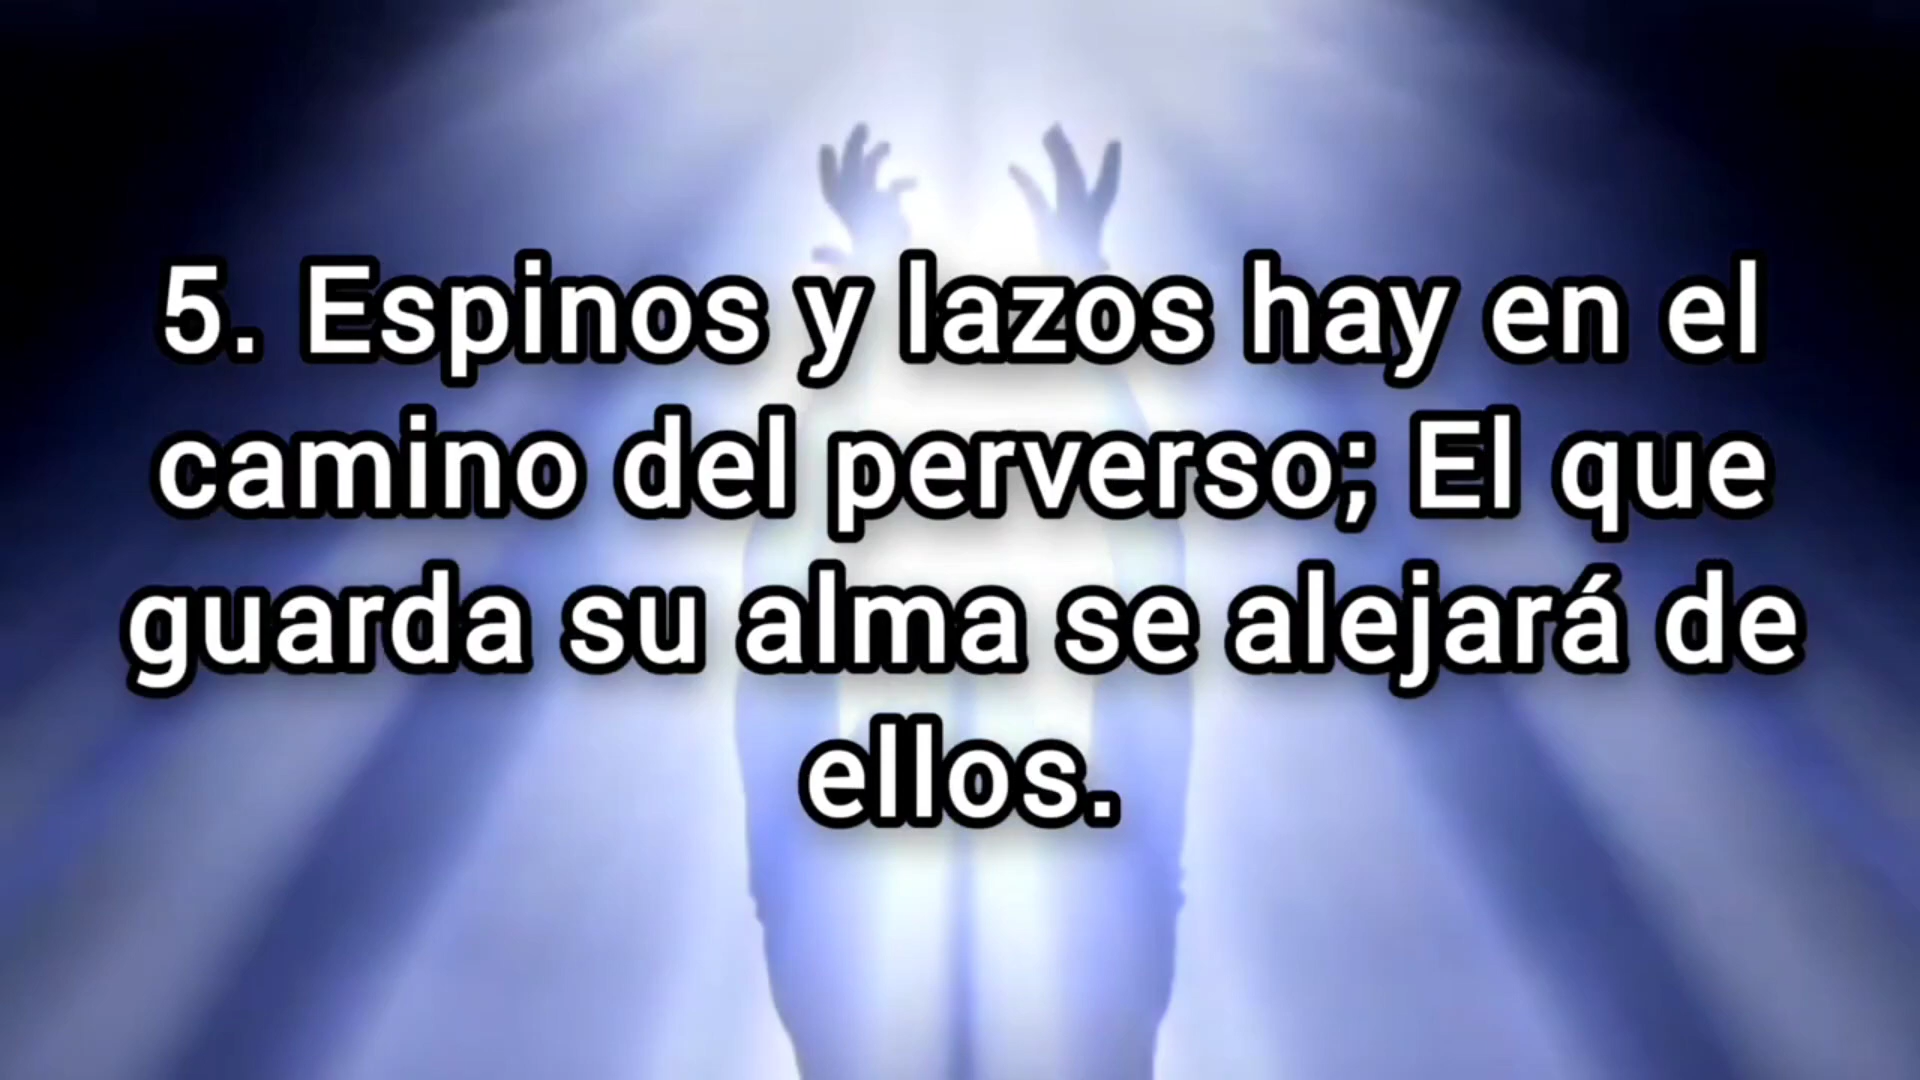 5. Espinos y lazos hay en el
camino del perverso; El que
guarda su alma se alejará de
ellos.